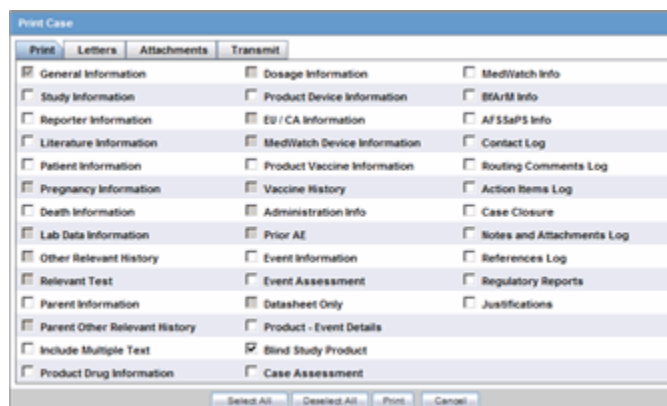 Print Case
Print Letters Attachments Transmit
General Information Dosage Information MedWatch Info
Study Information Product Device Information BfArM Info
Reporter Information EU / CA Information AFSSaPS Info
Literature Information MedWatch Device Information Contact Log
Patient Information Product Vaccine Information Routing Comments Log
Pregnancy Information Vaccine History Action Items Log
Death Information Administration Info Case Closure
Lab Data Information Prior AE Notes and Attachments Log
Other Relevant History Event Information References Log
Relevant Test Event Assessment Regulatory Reports
Parent Information Datasheet Only Justifications
Parent Other Relevant History Product - Event Details
Include Multiple Text Blind Study Product
Product Drug Information Case Assessment
Select All Deselect All Print Cancel